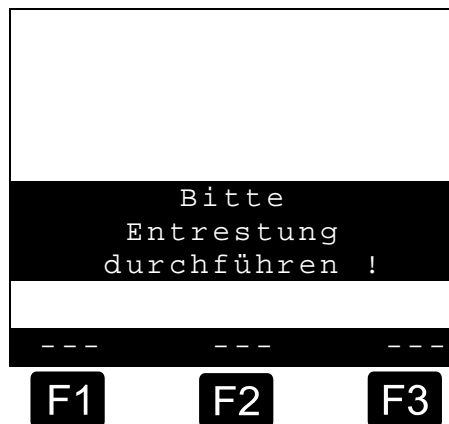 Bitte
Entrestung
durchführen !
--- --- ---
F1 F2 F3